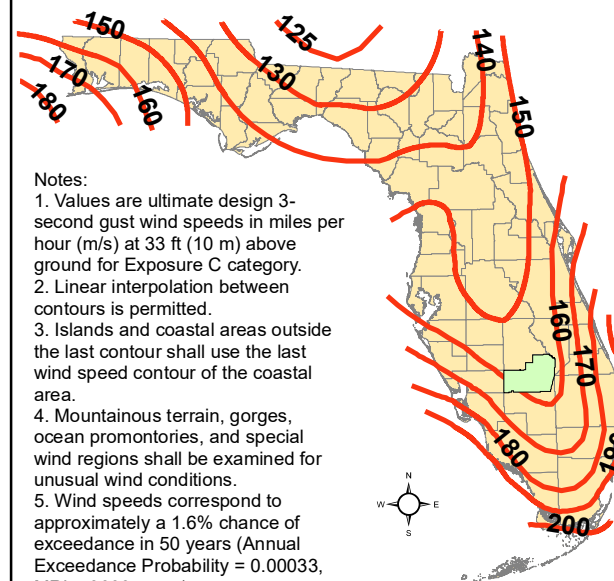 150
125
140
130
170
180
160
150
Notes:
1. Values are ultimate design 3-
second gust wind speeds in miles per
hour (m/s) at 33 ft (10 m) above
ground for Exposure C category.
2. Linear interpolation between
contours is permitted.
3. Islands and coastal areas outside
the last contour shall use the last
wind speed contour of the coastal
area.
4. Mountainous terrain, gorges,
ocean promontories, and special
wind regions shall be examined for
unusual wind conditions.
5. Wind speeds correspond to
approximately a 1.6% chance of
exceedance in 50 years (Annual
Exceedance Probability = 0.00033,
160
170
180
200
N
W
E
S